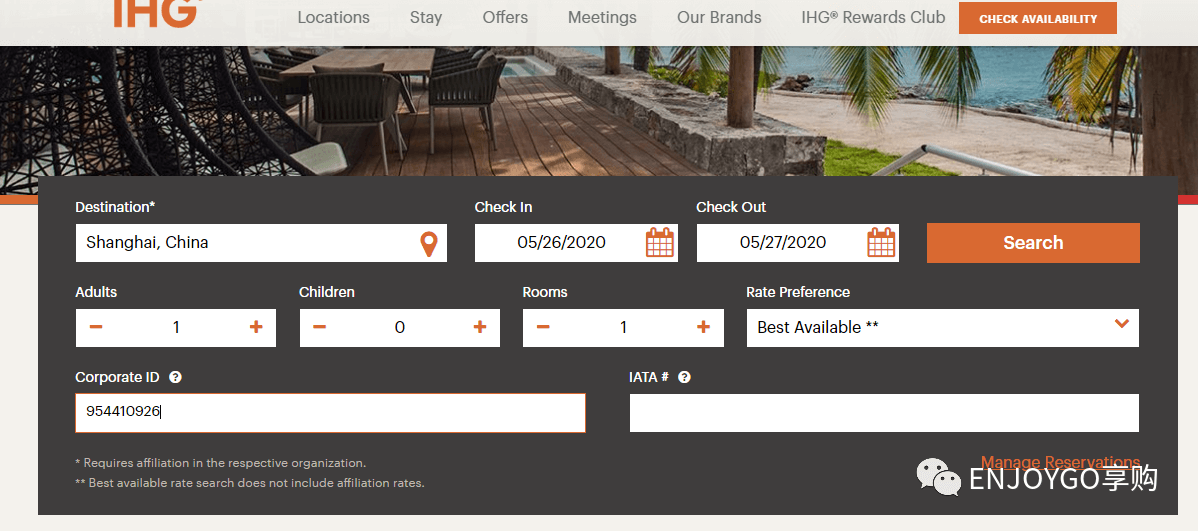 IHG®
Locations Stay Offers Meetings Our Brands IHG® Rewards Club CHECK AVAILABILITY
Destination* Check In Check Out
Shanghai, China 05/26/2020 05/27/2020 Search
Adults Children Rooms Rate Preference
− 1 + − 0 + − 1 + Best Available **
Corporate ID ? IATA # ?
954410926
* Requires affiliation in the respective organization.
Manage Reservations
** Best available rate search does not include affiliation rates.
ENJOYGO享购